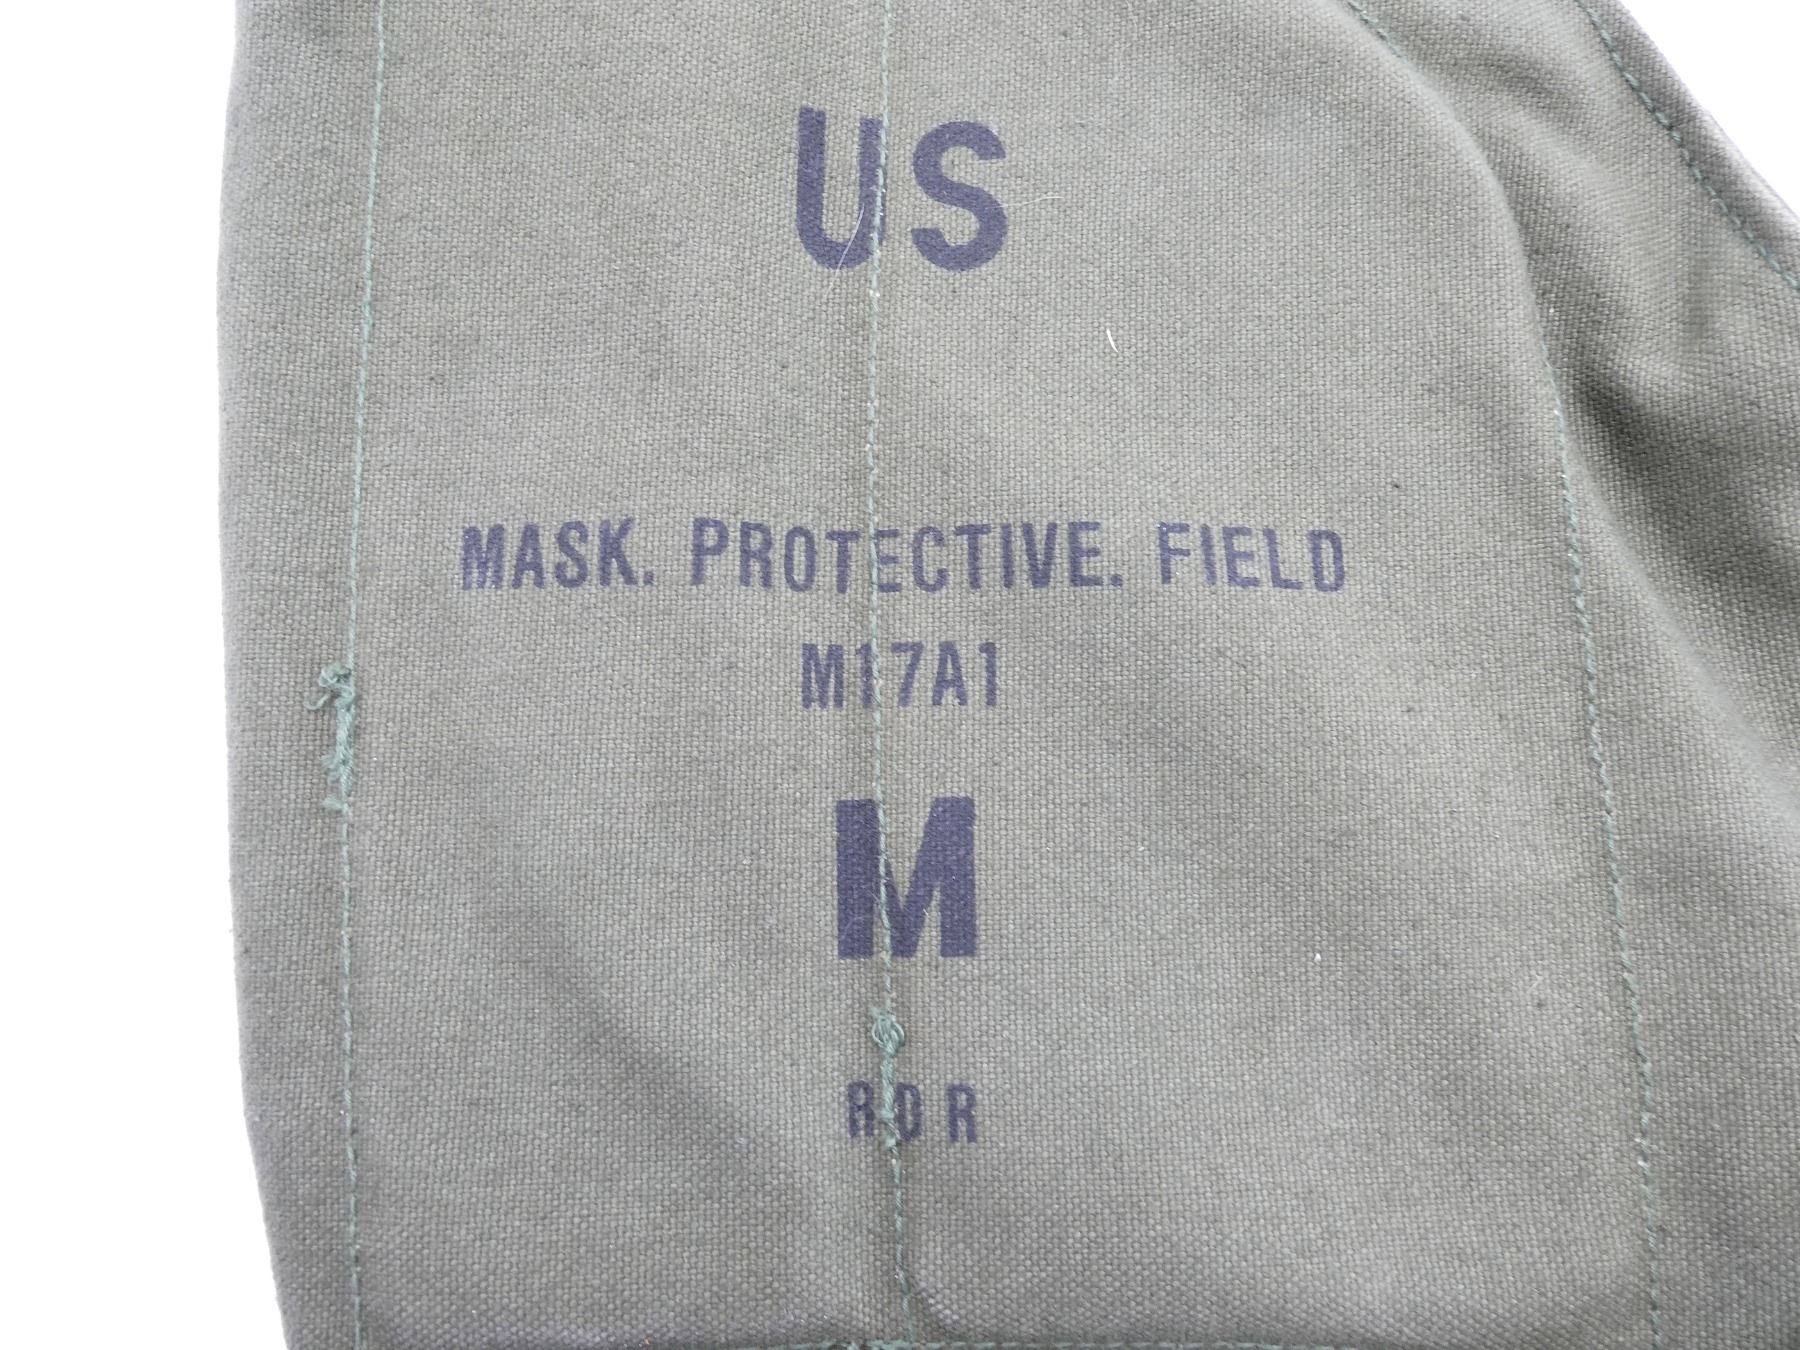 US
MASK. PROTECTIVE. FIELD
M17A1
M
RDR